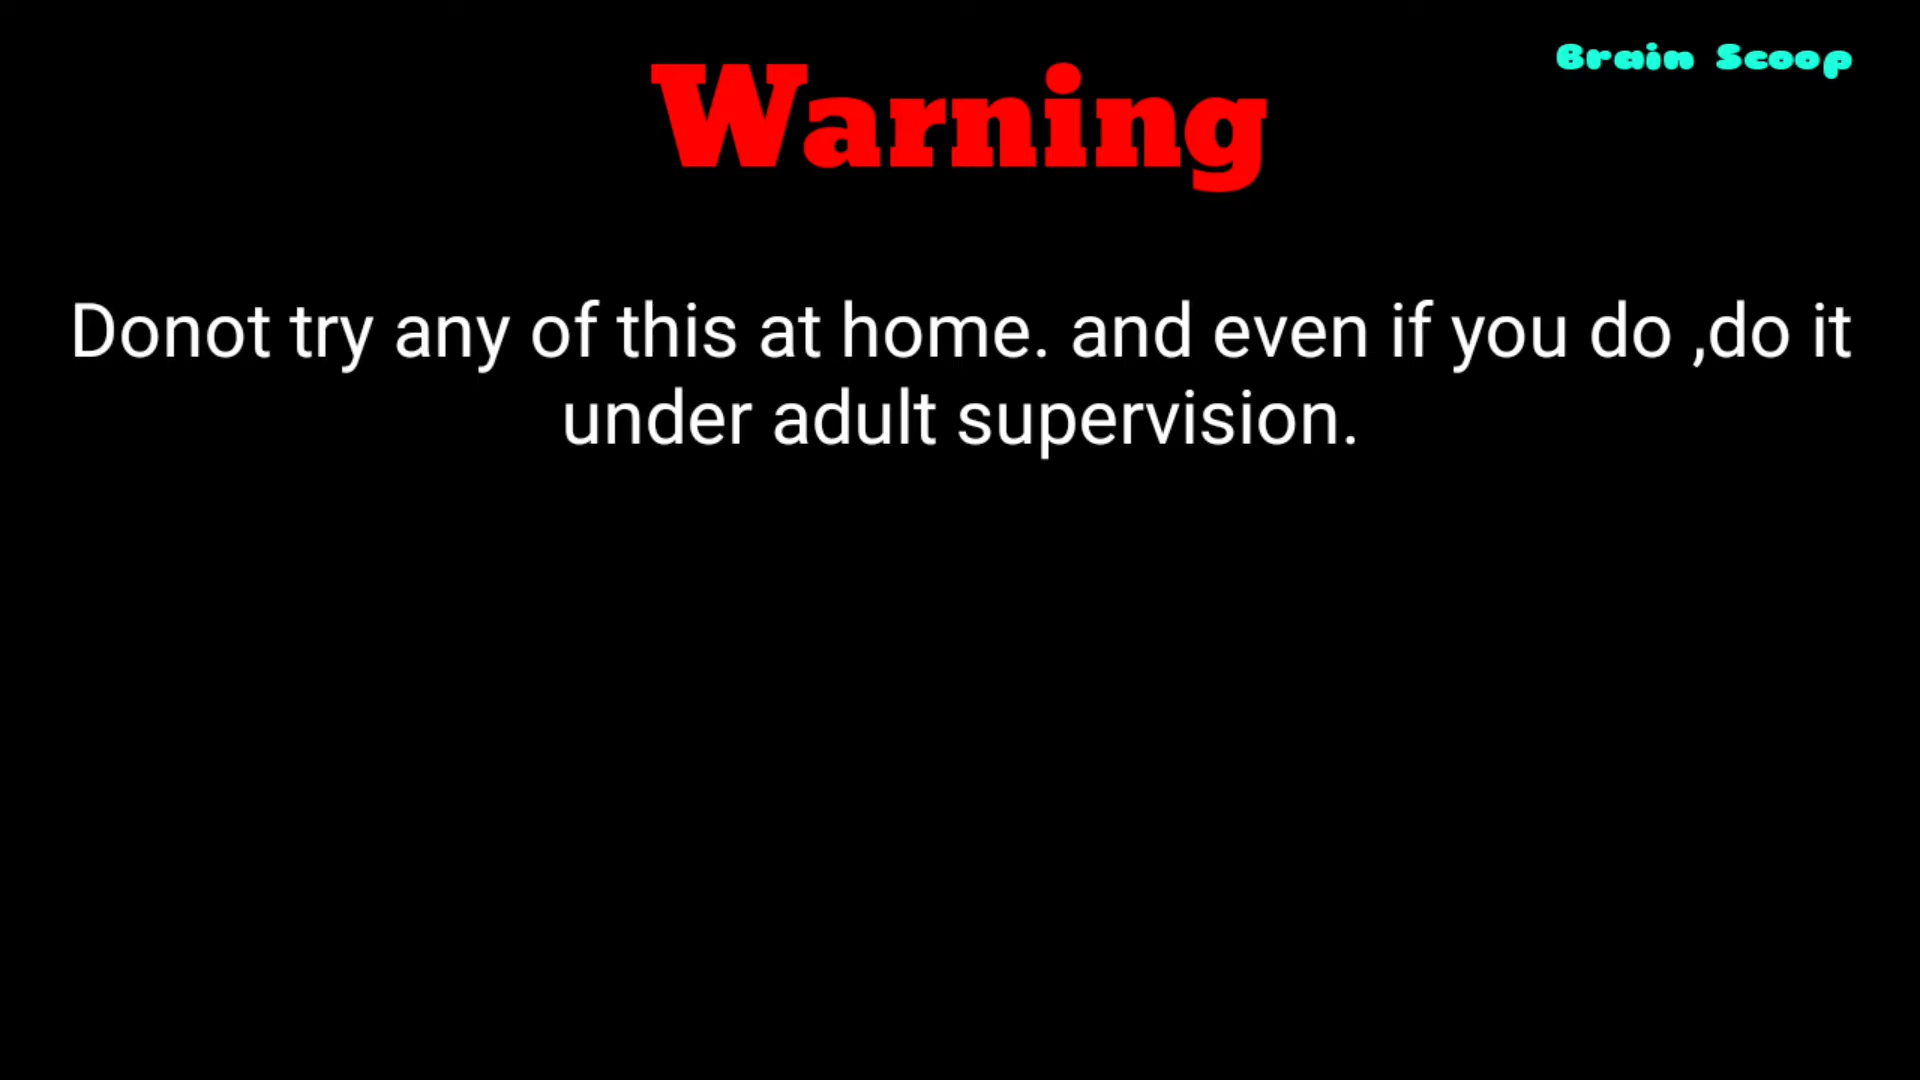 Brain Scoop
Warning
Donot try any of this at home. and even if you do ,do it
under adult supervision.